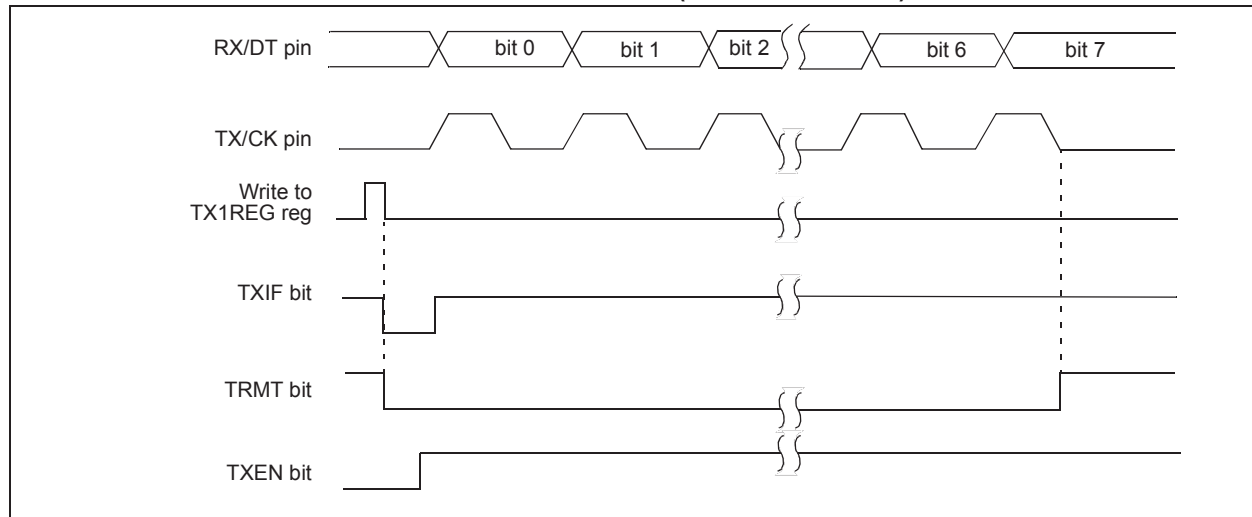 RX/DT pin
bit 0
bit 1
bit 2
bit 6
bit 7
TX/CK pin
Write to
TX1REG reg
TXIF bit
TRMT bit
TXEN bit